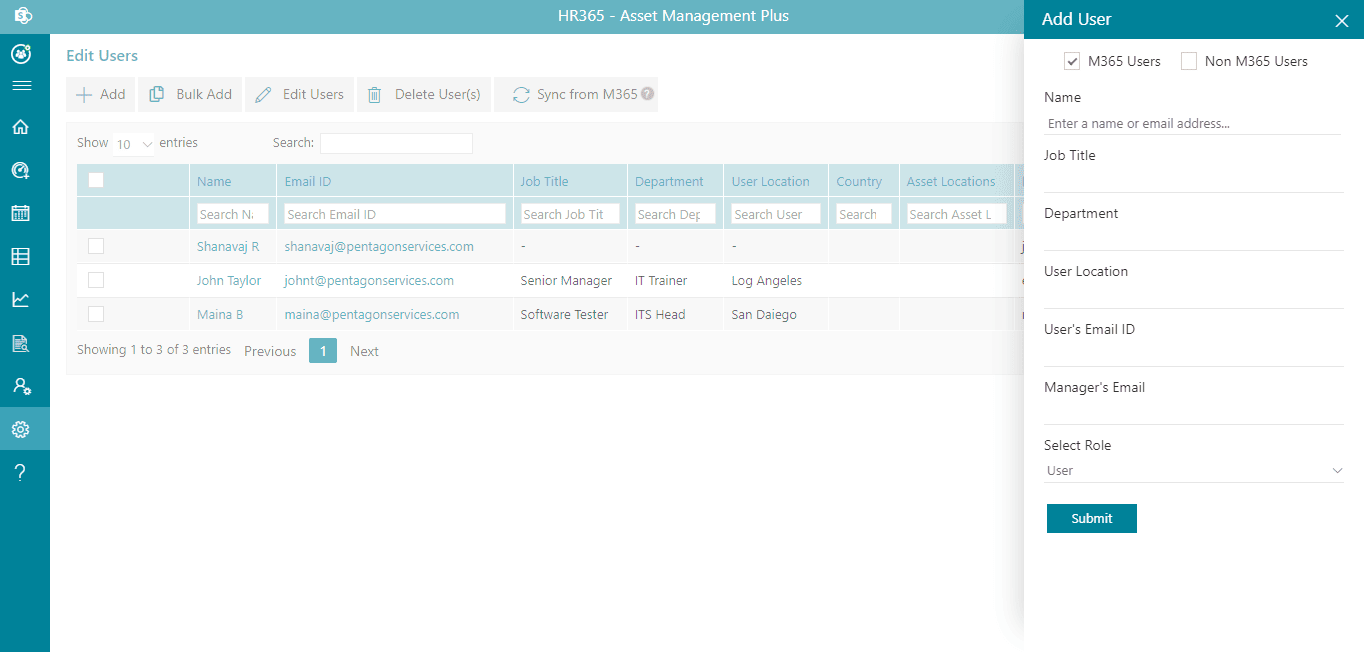 HR365 - Asset Management Plus
Edit Users
Add Bulk Add Edit Users Delete User(s) Sync from M365
Show 10 entries Search:
Name Email ID Job Title Department User Location Country Asset Locations
Search Email ID Search Job Tit Search Dep Search User Search Search Asset L
Shanavaj R shanavaj@pentagonservices.com - - -
John Taylor johnt@pentagonservices.com Senior Manager IT Trainer Log Angeles
Maina B maina@pentagonservices.com Software Tester ITS Head San Daiego
Showing 1 to 3 of 3 entries Previous 1 Next
Add User
M365 Users Non M365 Users
Name
Enter a name or email address...
Job Title
Department
User Location
User's Email ID
Manager's Email
Select Role
User
Submit